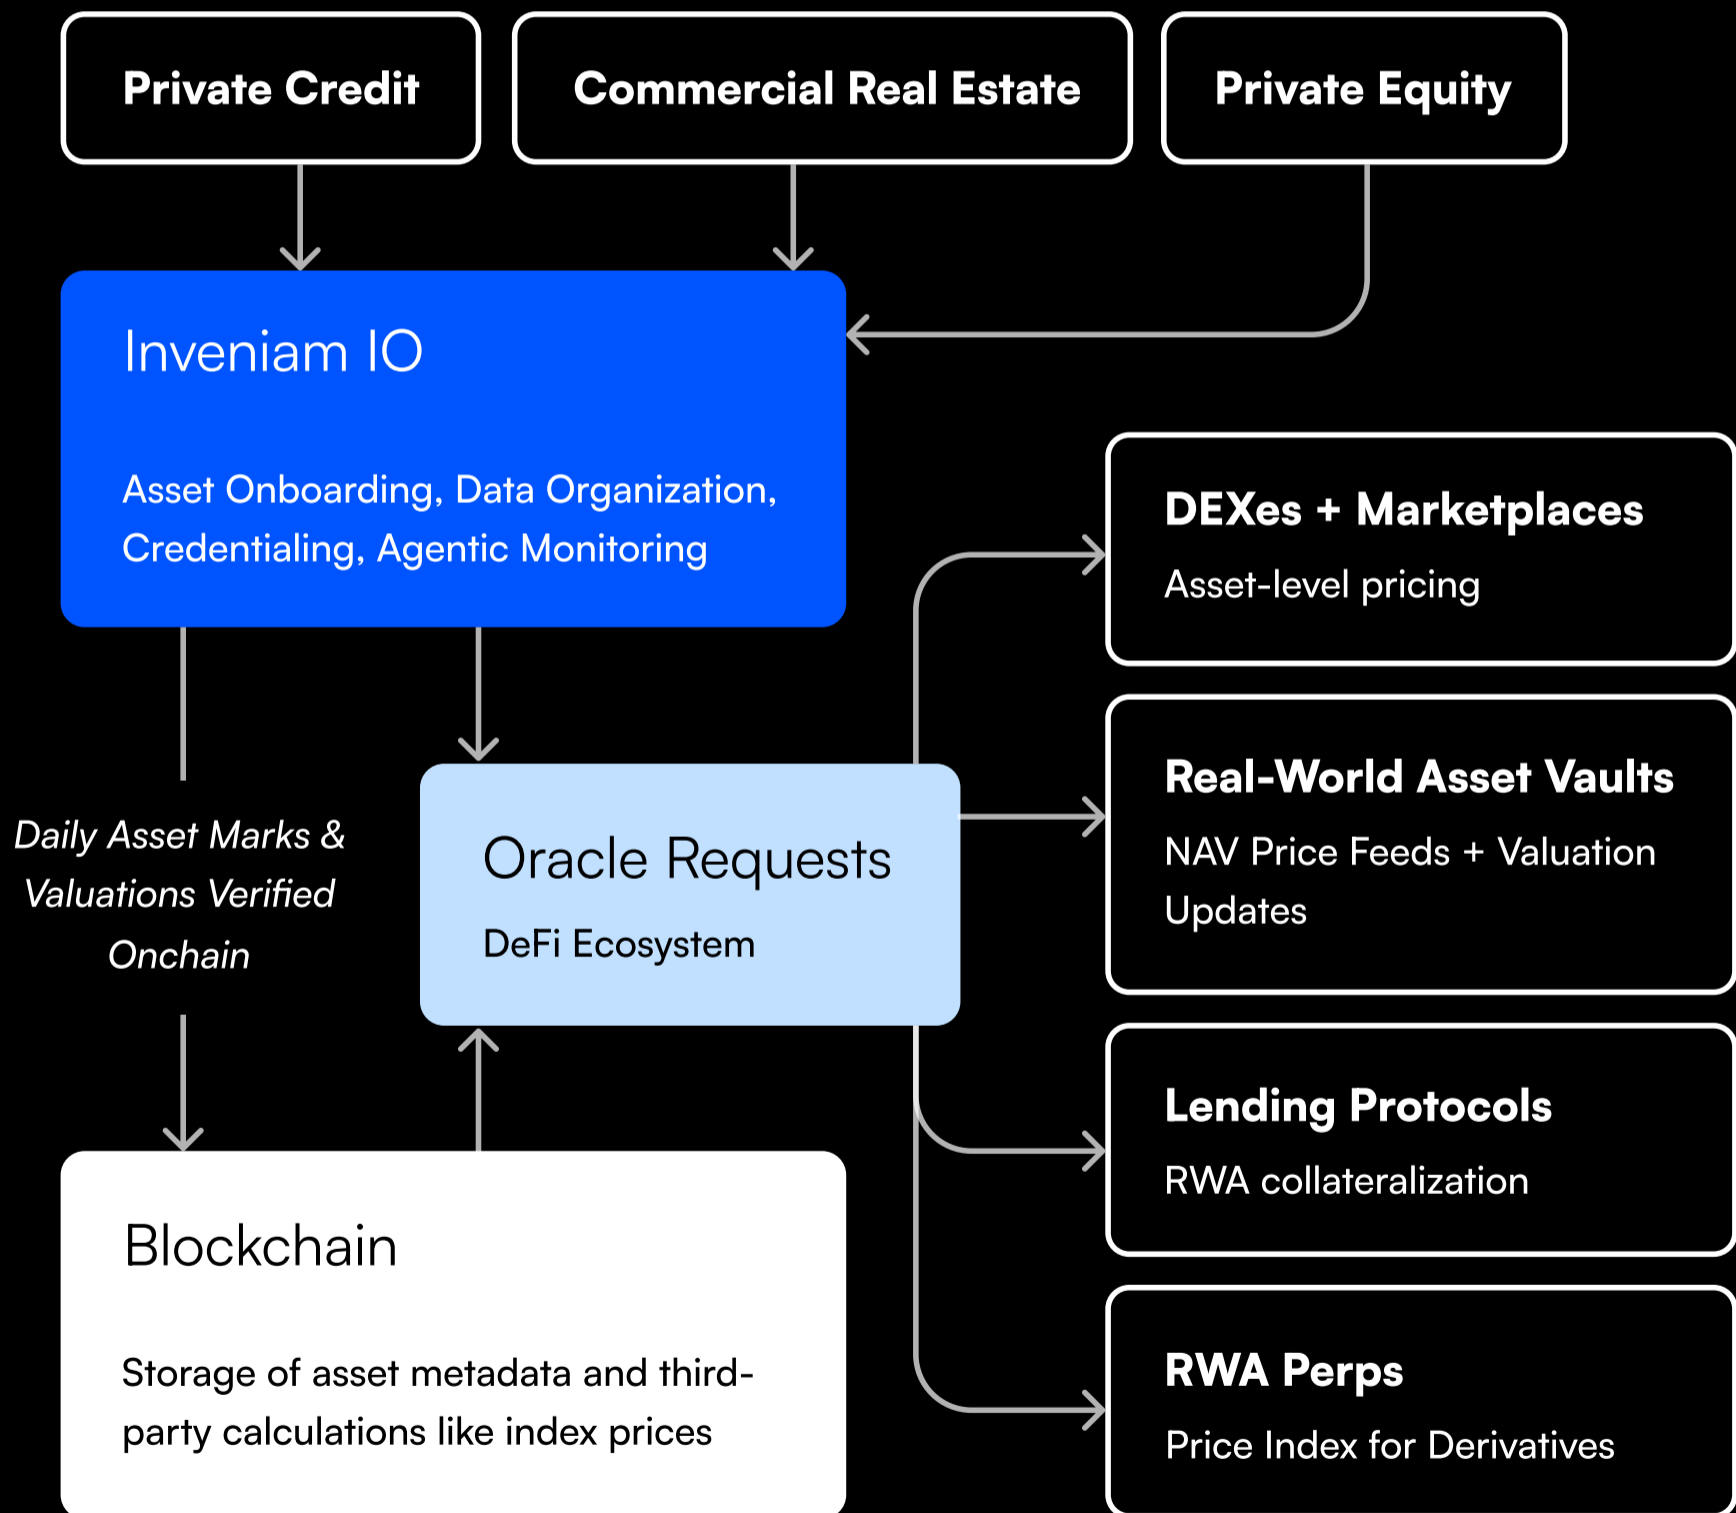 Private Credit
Commercial Real Estate
Private Equity
Inveniam IO
Asset Onboarding, Data Organization,
Credentialing, Agentic Monitoring
DEXes + Marketplaces
Asset-level pricing
Daily Asset Marks &
Valuations Verified
Onchain
Oracle Requests
DeFi Ecosystem
Real-World Asset Vaults
NAV Price Feeds + Valuation
Updates
Lending Protocols
RWA collateralization
Blockchain
Storage of asset metadata and third-
party calculations like index prices
RWA Perps
Price Index for Derivatives